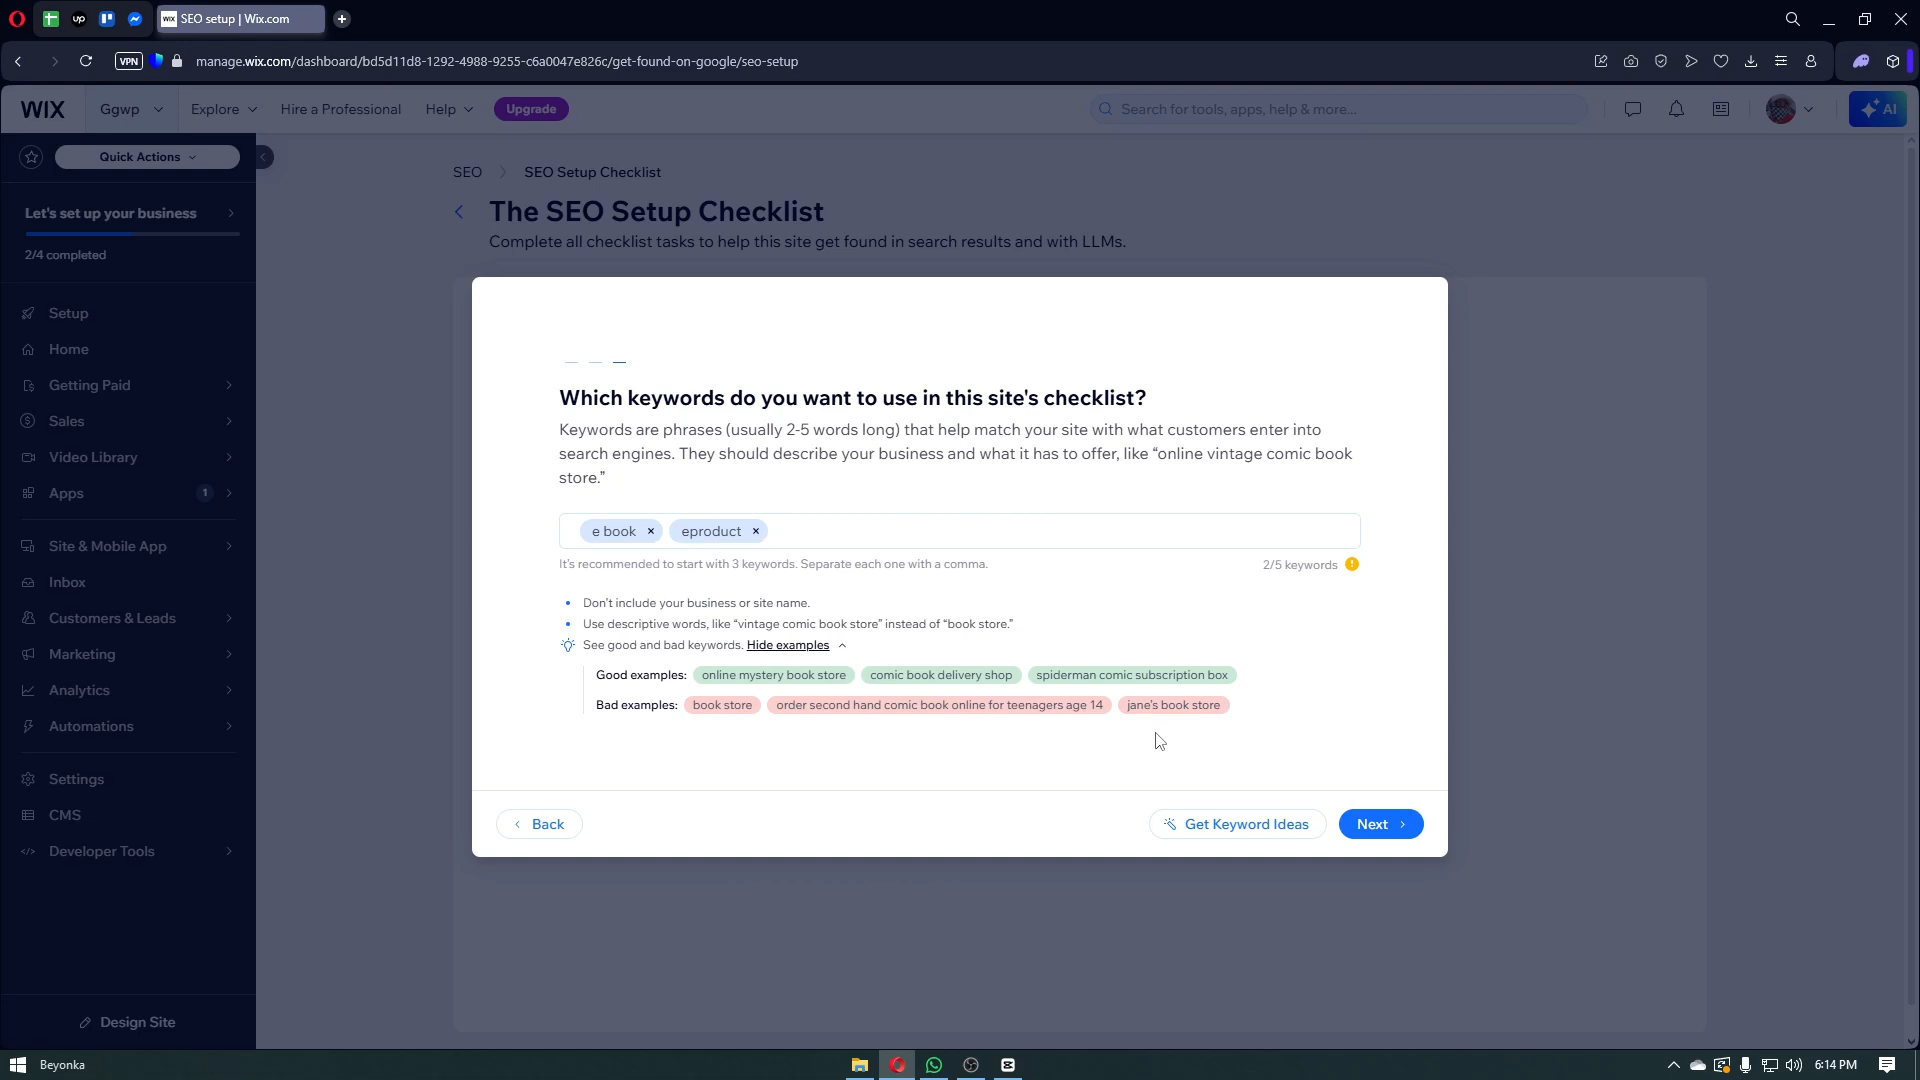 SEO setup | Wix.com
VPN
manage.wix.com/dashboard/bd5d11d8-1292-4988-9255-c6a0047e826c/get-found-on-google/seo-setup
WIX
Ggwp
Explore
Hire a Professional
Help
Upgrade
Search for tools, apps, help & more...
AI
Quick Actions
Let's set up your business
2/4 completed
Setup
Home
Getting Paid
Sales
Video Library
Apps
1
Site & Mobile App
Inbox
Customers & Leads
Marketing
Analytics
Automations
Settings
CMS
Developer Tools
Design Site
SEO
SEO Setup Checklist
The SEO Setup Checklist
Complete all checklist tasks to help this site get found in search results and with LLMs.
Which keywords do you want to use in this site's checklist?
Keywords are phrases (usually 2-5 words long) that help match your site with what customers enter into
search engines. They should describe your business and what it has to offer, like “online vintage comic book
store.”
e book
eproduct
It's recommended to start with 3 keywords. Separate each one with a comma.
2/5 keywords
Don't include your business or site name.
Use descriptive words, like “vintage comic book store” instead of “book store.”
See good and bad keywords. Hide examples
Good examples: online mystery book store comic book delivery shop spiderman comic subscription box
Bad examples: book store order second hand comic book online for teenagers age 14 jane's book store
Back
Get Keyword Ideas
Next
Beyonka
6:14 PM